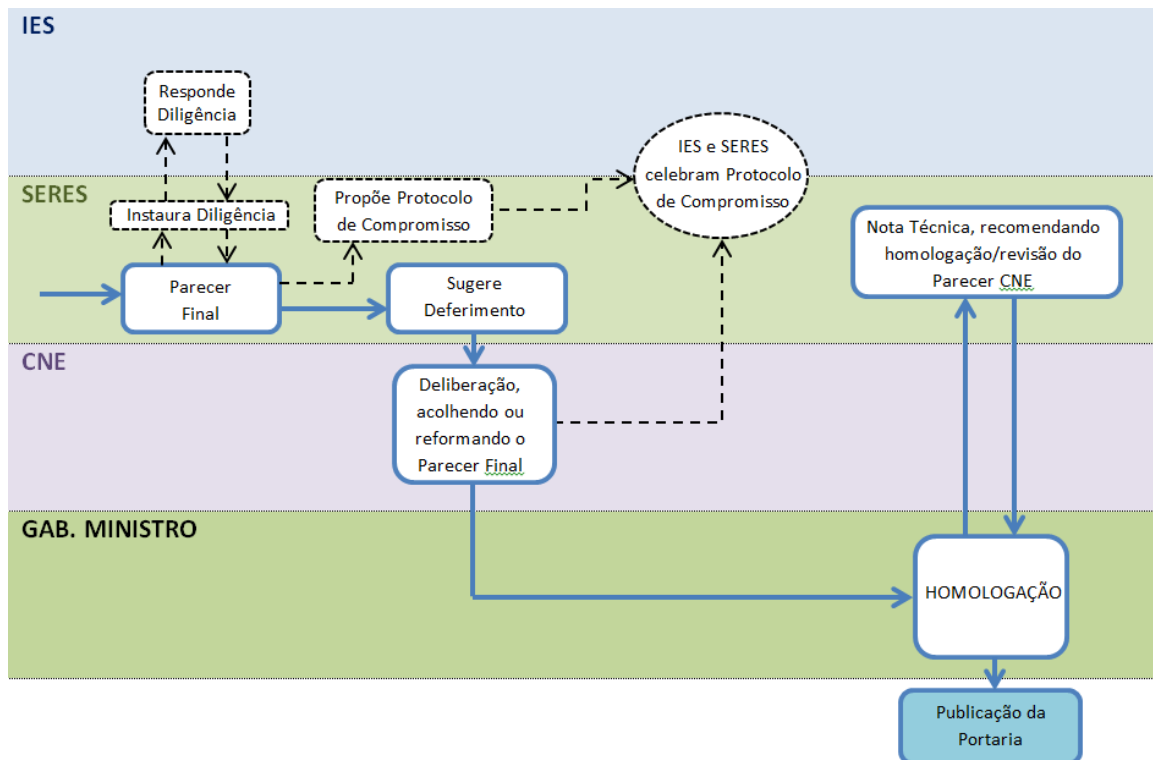 IES
Responde
Diligência
IES e SERES
celebram Protocolo
de Compromisso
SERES
Instaura Diligência
Propõe Protocolo
de Compromisso
Nota Técnica, recomendando
homologação/revisão do
Parecer CNE
Parecer
Final
Sugere
Deferimento
CNE
Deliberação,
acolhendo ou
reformando o
Parecer Final
GAB. MINISTRO
HOMOLOGAÇÃO
Publicação da
Portaria